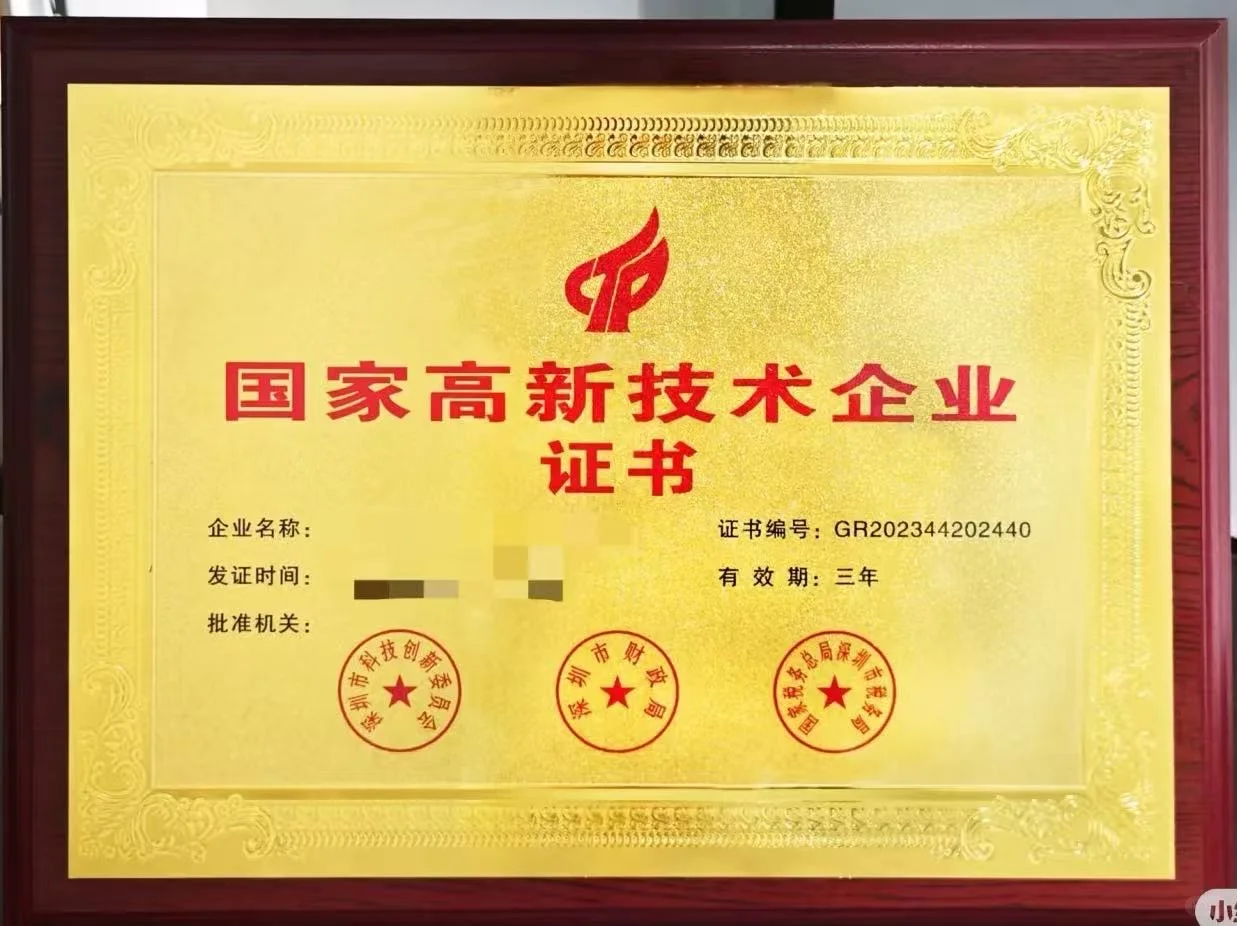 国家高新技术企业
证书
企业名称： 证书编号：GR202344202440
发证时间： 有效期：三年
批准机关：
深圳市科技创新委员会
深圳市财政局
国家税务总局深圳市税务局
小